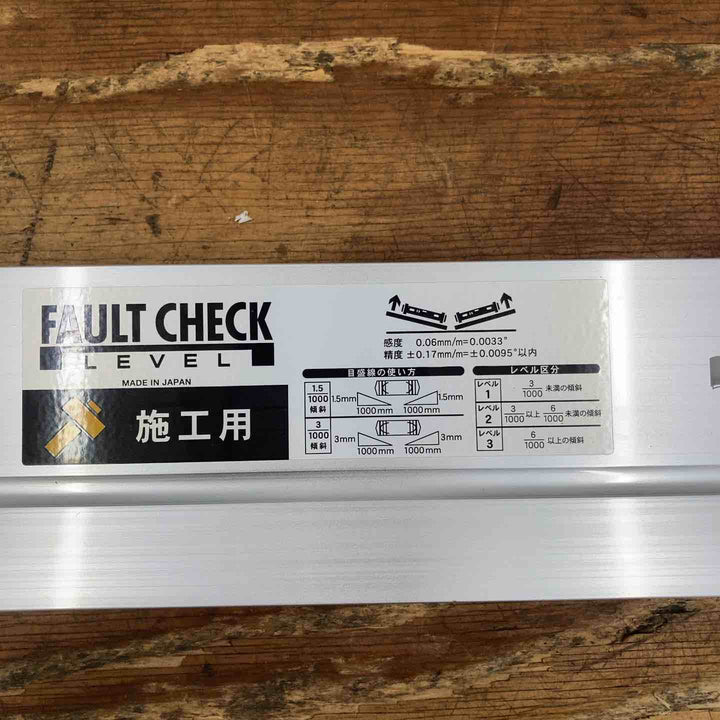 FAULT CHECK
LEVEL
MADE IN JAPAN
施工用
感度 0.06mm/m=0.0033°
精度 ±0.17mm/m=±0.0095°以内
目盛線の使い方
1.5
1000
傾斜
1.5mm 1.5mm
1000mm 1000mm
3
1000
傾斜
3mm 3mm
1000mm 1000mm
レベル区分
レベル 1 3/1000 未満の傾斜
レベル 2 3/1000 以上 6/1000 未満の傾斜
レベル 3 6/1000 以上の傾斜